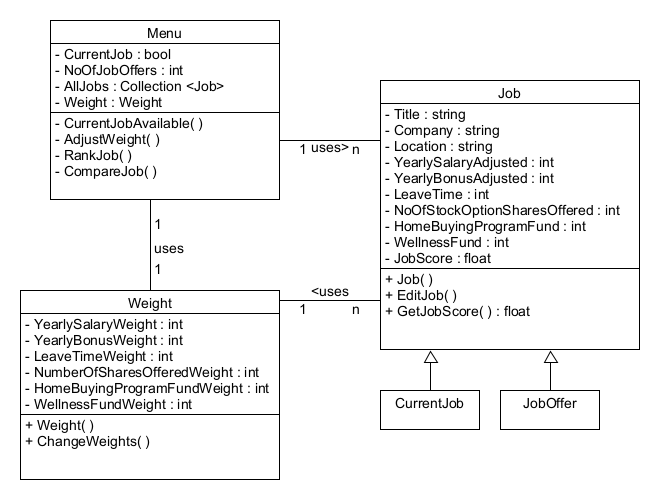 Menu
- CurrentJob : bool
- NoOfJobOffers : int
- AllJobs : Collection <Job>
- Weight : Weight
- CurrentJobAvailable( )
- AdjustWeight( )
- RankJob( )
- CompareJob( )
1 uses> n
Job
- Title : string
- Company : string
- Location : string
- YearlySalaryAdjusted : int
- YearlyBonusAdjusted : int
- LeaveTime : int
- NoOfStockOptionSharesOffered : int
- HomeBuyingProgramFund : int
- WellnessFund : int
- JobScore : float
+ Job( )
+ EditJob( )
+ GetJobScore( ) : float
1
uses
1
<uses
1 n
Weight
- YearlySalaryWeight : int
- YearlyBonusWeight : int
- LeaveTimeWeight : int
- NumberOfSharesOfferedWeight : int
- HomeBuyingProgramFundWeight : int
- WellnessFundWeight : int
+ Weight( )
+ ChangeWeights( )
CurrentJob
JobOffer